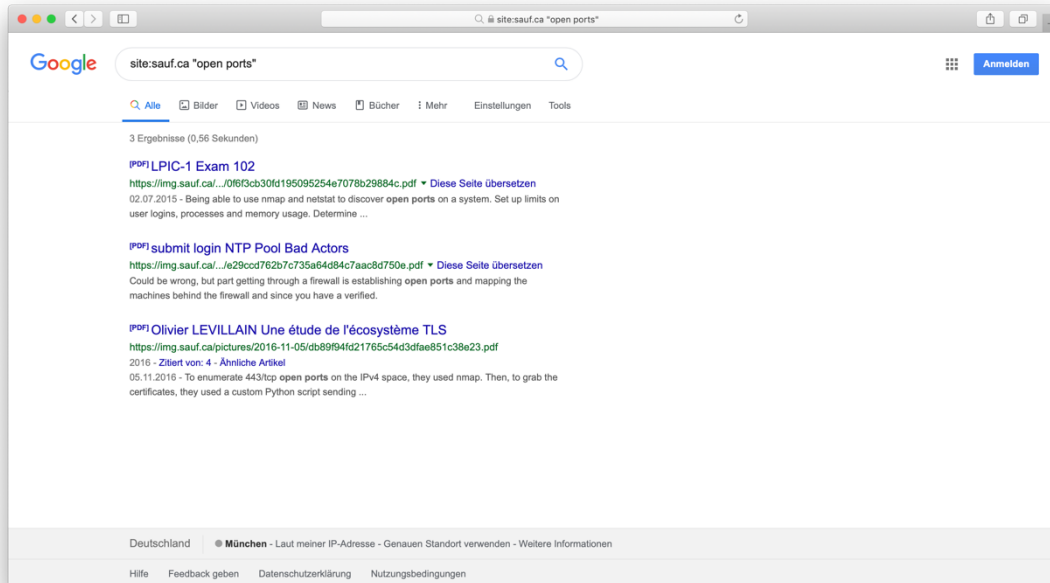 site:sauf.ca "open ports"
Google
site:sauf.ca "open ports"
Anmelden
Alle Bilder Videos News Bücher Mehr Einstellungen Tools
3 Ergebnisse (0,56 Sekunden)
[PDF] LPIC-1 Exam 102
https://img.sauf.ca/.../0f6f3cb30fd195095254e7078b29884c.pdf ▾ Diese Seite übersetzen
02.07.2015 - Being able to use nmap and netstat to discover open ports on a system. Set up limits on
user logins, processes and memory usage. Determine ...
[PDF] submit login NTP Pool Bad Actors
https://img.sauf.ca/.../e29ccd762b7c735a64d84c7aac8d750e.pdf ▾ Diese Seite übersetzen
Could be wrong, but part getting through a firewall is establishing open ports and mapping the
machines behind the firewall and since you have a verified.
[PDF] Olivier LEVILLAIN Une étude de l'écosystème TLS
https://img.sauf.ca/pictures/2016-11-05/db89f94fd21765c54d3dfae851c38e23.pdf
2016 - Zitiert von: 4 - Ähnliche Artikel
05.11.2016 - To enumerate 443/tcp open ports on the IPv4 space, they used nmap. Then, to grab the
certificates, they used a custom Python script sending ...
Deutschland München - Laut meiner IP-Adresse - Genauen Standort verwenden - Weitere Informationen
Hilfe Feedback geben Datenschutzerklärung Nutzungsbedingungen